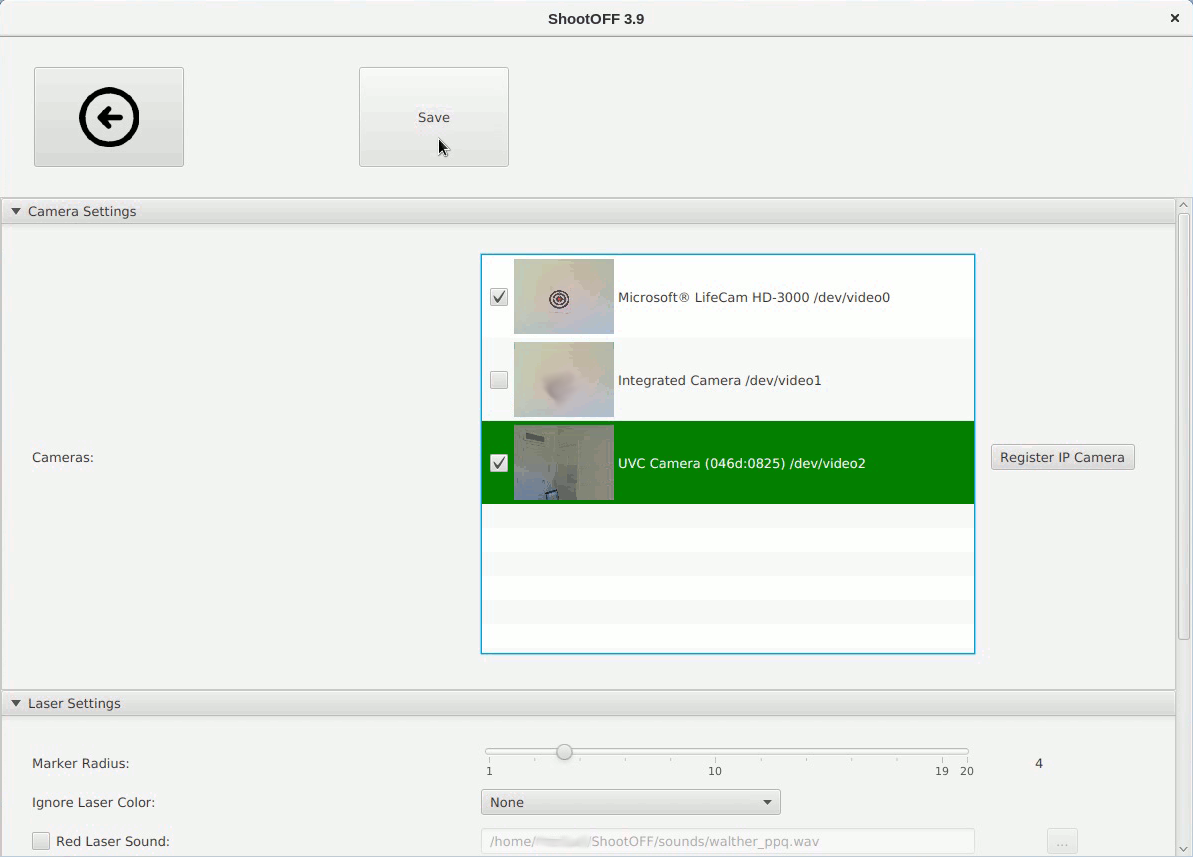 ShootOFF 3.9
Save
Camera Settings
Microsoft® LifeCam HD-3000 /dev/video0
Integrated Camera /dev/video1
Cameras:
UVC Camera (046d:0825) /dev/video2
Register IP Camera
Laser Settings
Marker Radius:
1 10 19 20
4
Ignore Laser Color:
None
Red Laser Sound:
/home/ /ShootOFF/sounds/walther_ppq.wav
...